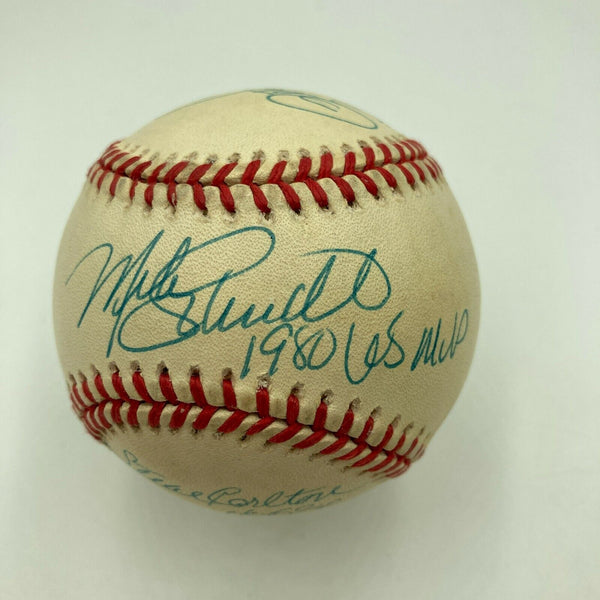 Mike Schmidt
1980 WS MVP
Steve Carlton